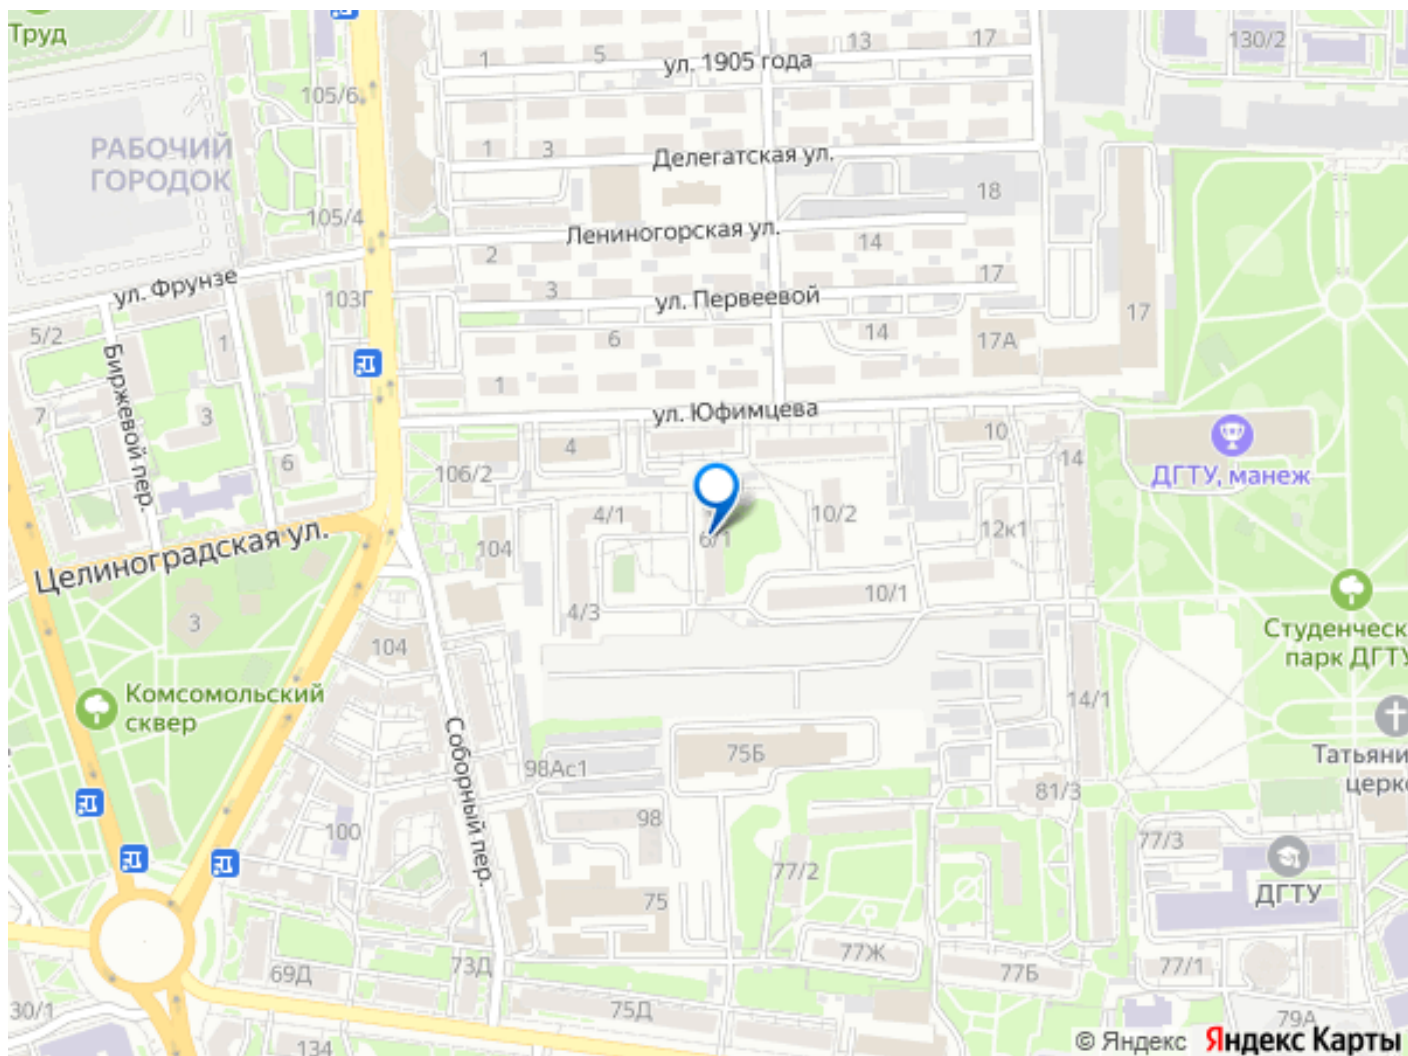 Труд
130/2
13
17
5
1
ул. 1905 года
105/6
РАБОЧИЙ
ГОРОДОК
1
3
Делегатская ул.
18
105/4
Лениногорская ул.
14
2
ул. Фрунзе
17
3
ул. Первеевой
103Г
17
5/2
1
6
14
17А
Биржевой пер.
1
ул. Юфимцева
7
3
10
4
6
106/2
14
ДГТУ, манеж
4/1
10/2
Целиноградская ул.
6/1
12к1
104
10/1
4/3
3
Студенческ
парк ДГТУ
104
Комсомольский
сквер
14/1
Соборный пер.
75Б
Татьяни
церко
98Ас1
81/3
98
100
77/3
77/2
ДГТУ
75
77Ж
73Д
69Д
77Б
77/1
30/1
75Д
79А
134
© Яндекс Яндекс Карты